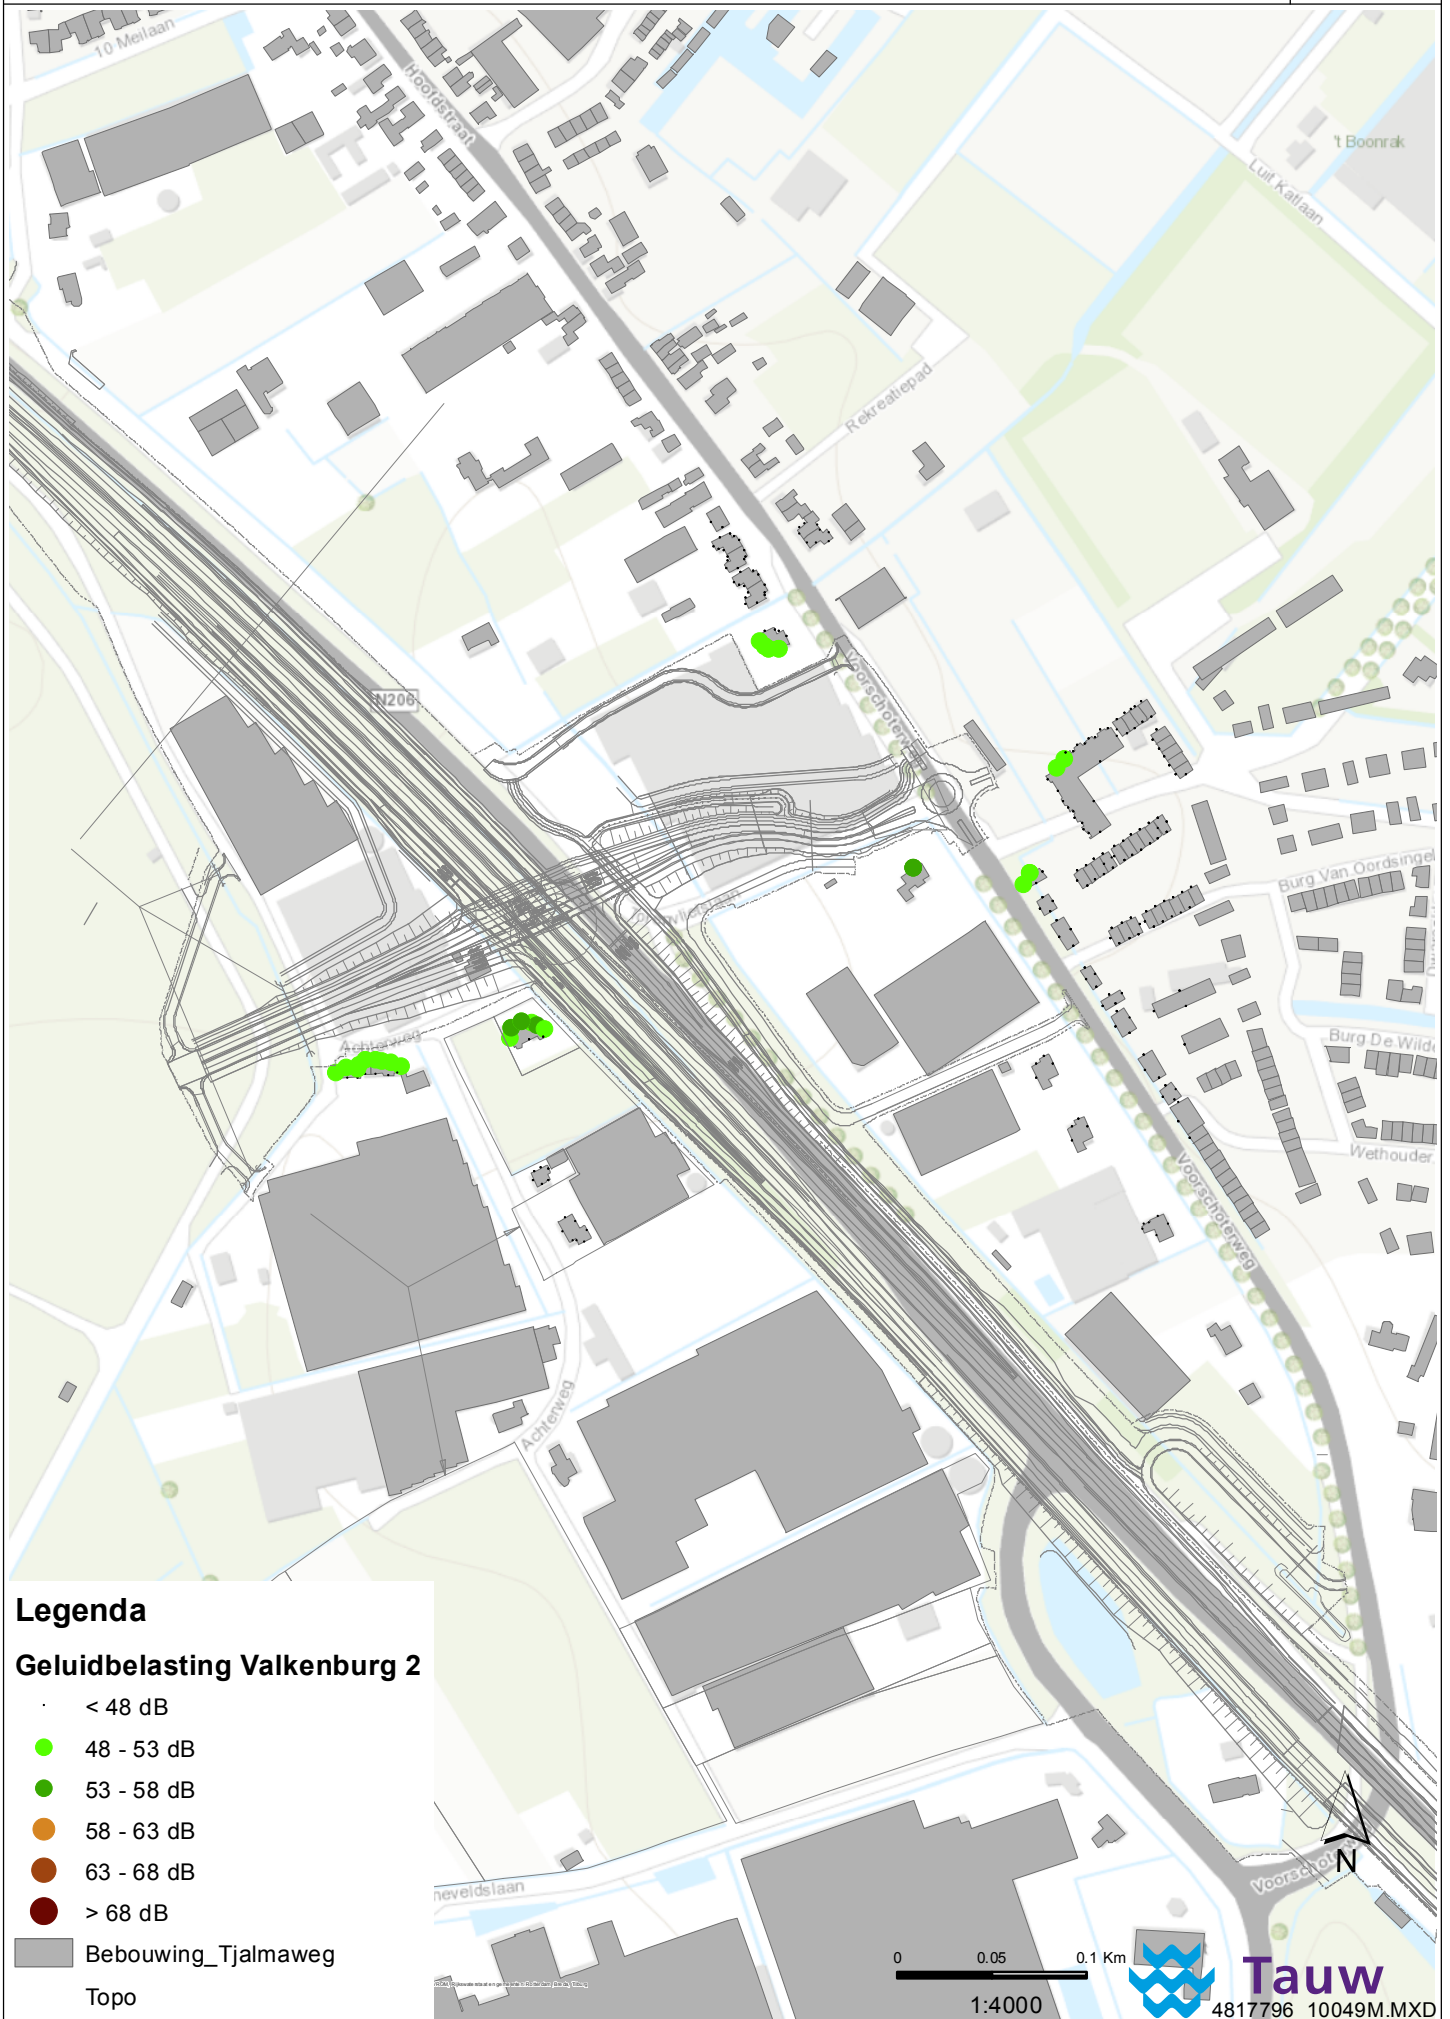 10 Meilaan
Hoofdstraat
't Boonrak
Luit Katlaan
Rekreatiepad
N206
Voorschoterweg
Burg Van Oordsingel
Burg De Wilde
Achterweg
Wethouder
Voorschoterweg
Achterweg
neveldslaan
Legenda
Geluidbelasting Valkenburg 2
< 48 dB
48 - 53 dB
53 - 58 dB
58 - 63 dB
63 - 68 dB
> 68 dB
Bebouwing_Tjalmaweg
Topo
N
0 0.05 0.1 Km
1:4000
Tauw
4817796 10049M.MXD